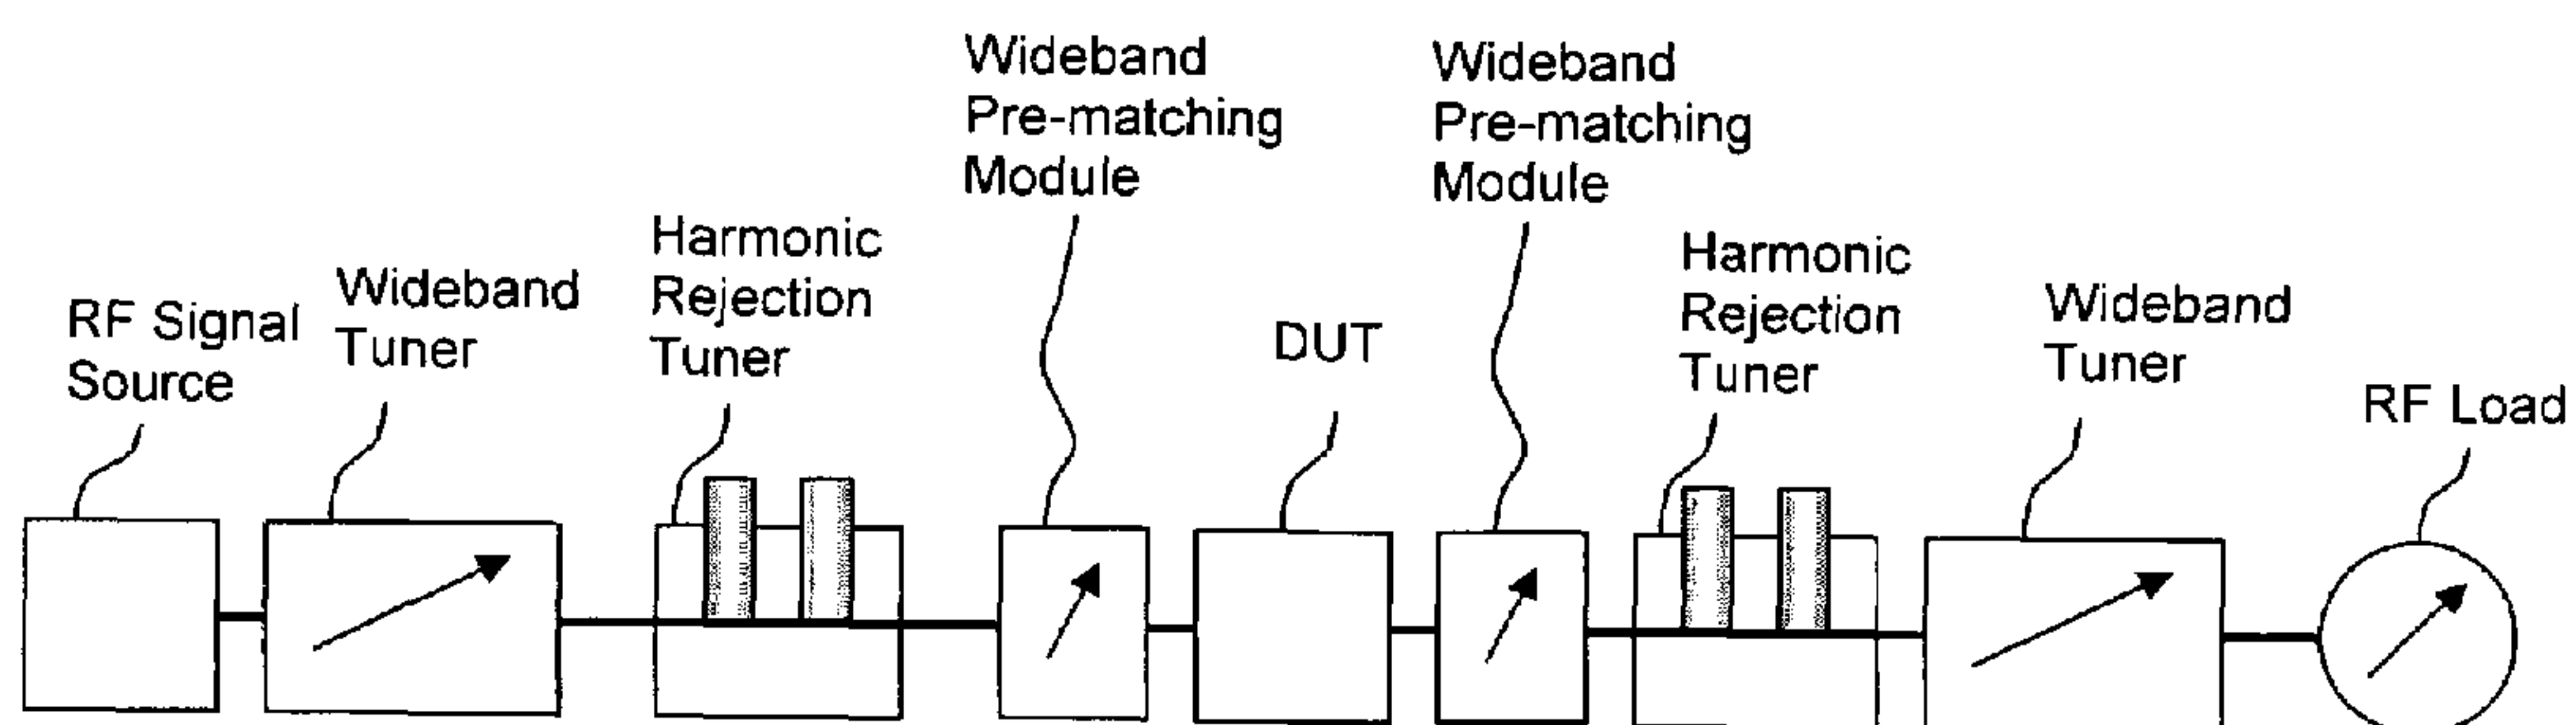 RF Signal
Source
Wideband
Tuner
Harmonic
Rejection
Tuner
Wideband
Pre-matching
Module
DUT
Wideband
Pre-matching
Module
Harmonic
Rejection
Tuner
Wideband
Tuner
RF Load